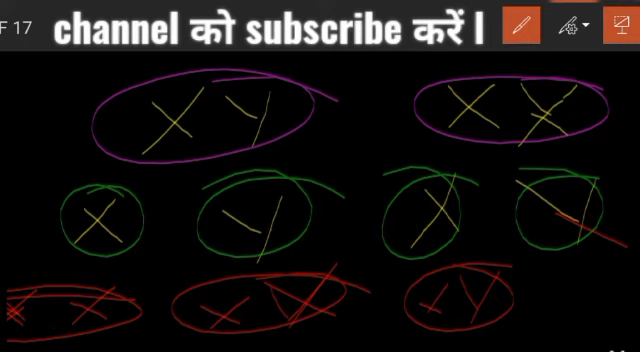 F 17
channel को subscribe करें l
X Y X X
X Y X Y
X X X X X Y